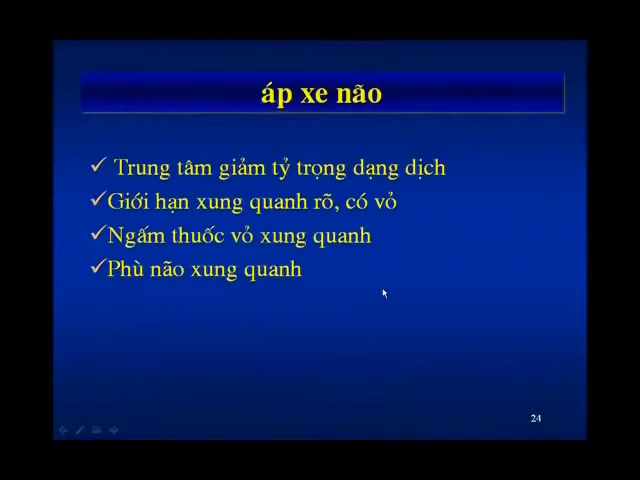 áp xe não
✓ Trung tâm giảm tỷ trọng dạng dịch
✓Giới hạn xung quanh rõ, có vỏ
✓Ngấm thuốc vỏ xung quanh
✓Phù não xung quanh
24